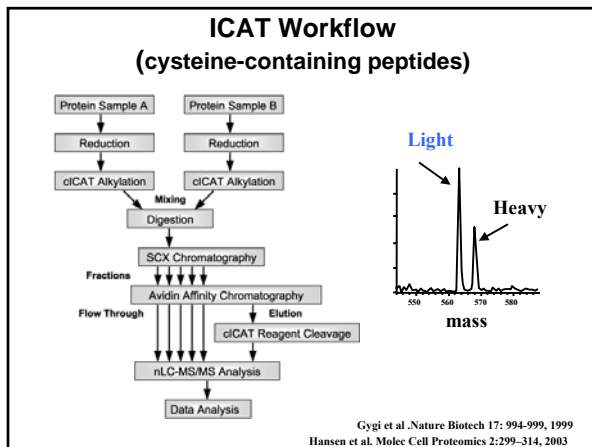 ICAT Workflow
(cysteine-containing peptides)
Protein Sample A
Protein Sample B
Reduction
Reduction
cICAT Alkylation
cICAT Alkylation
Mixing
Digestion
SCX Chromatography
Fractions
Avidin Affinity Chromatography
Flow Through
Elution
cICAT Reagent Cleavage
nLC-MS/MS Analysis
Data Analysis
Light
Heavy
550 560 570 580
mass
Gygi et al .Nature Biotech 17: 994-999, 1999
Hansen et al. Molec Cell Proteomics 2:299–314, 2003